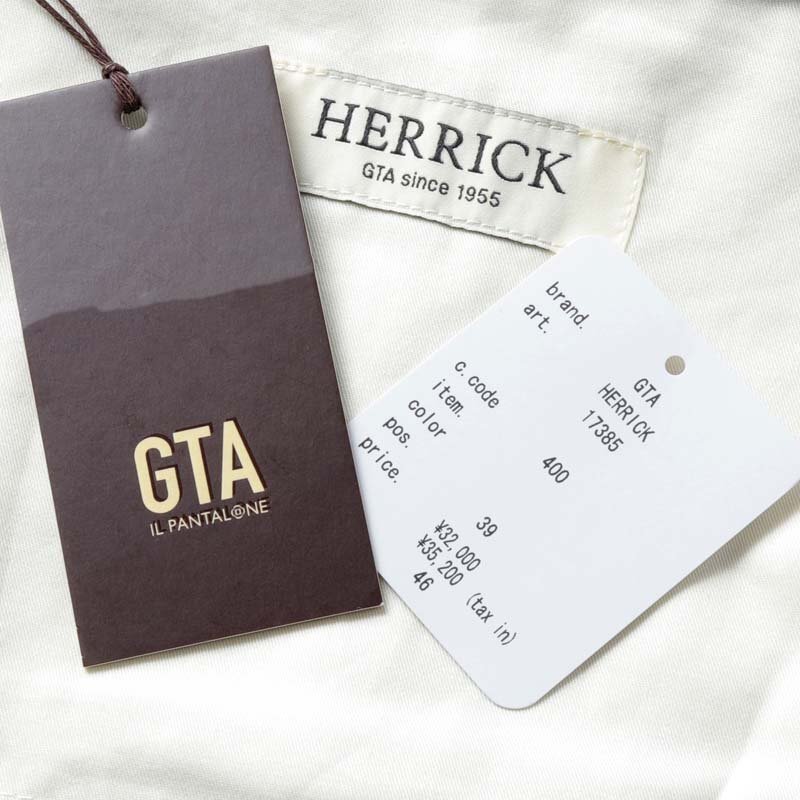 HERRICK
GTA since 1955
GTA
IL PANTAL@NE
brand. GTA
art. HERRICK
17385
c.code 400
item.
color 39
pos.
price. ¥32,000
¥35,200 (tax in)
46